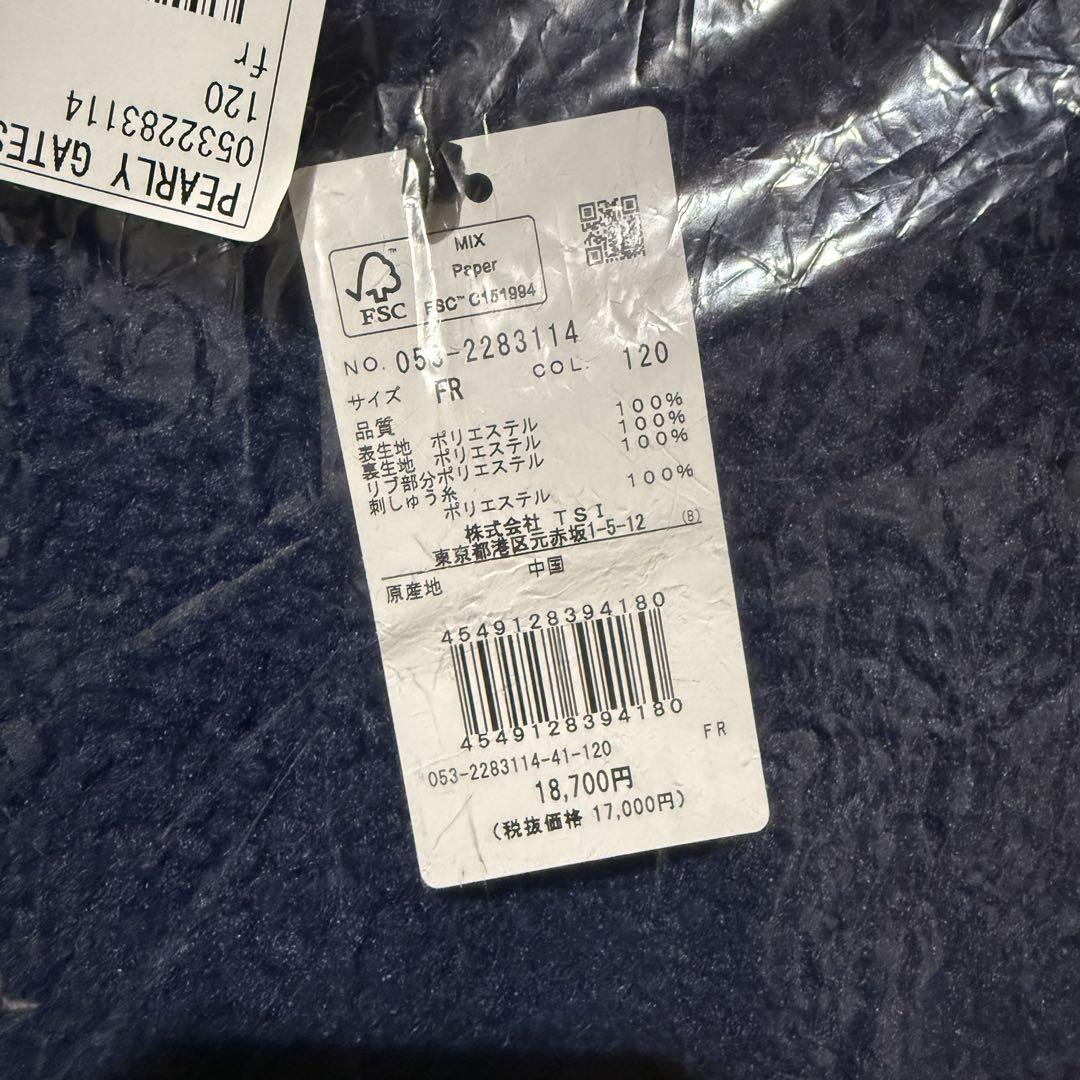 PEARLY GATES
0532283114
120
fr
MIX
Paper
FSC™ C151994
FSC
NO. 053-2283114
COL. 120
サイズ FR
品質
表生地 ポリエステル 100%
裏生地 ポリエステル 100%
リブ部分ポリエステル 100%
刺しゅう糸
ポリエステル 100%
株式会社 TSI
東京都港区元赤坂1-5-12 (8)
原産地 中国
4549128394180
4549128394180
053-2283114-41-120 FR
18,700円
(税抜価格 17,000円)